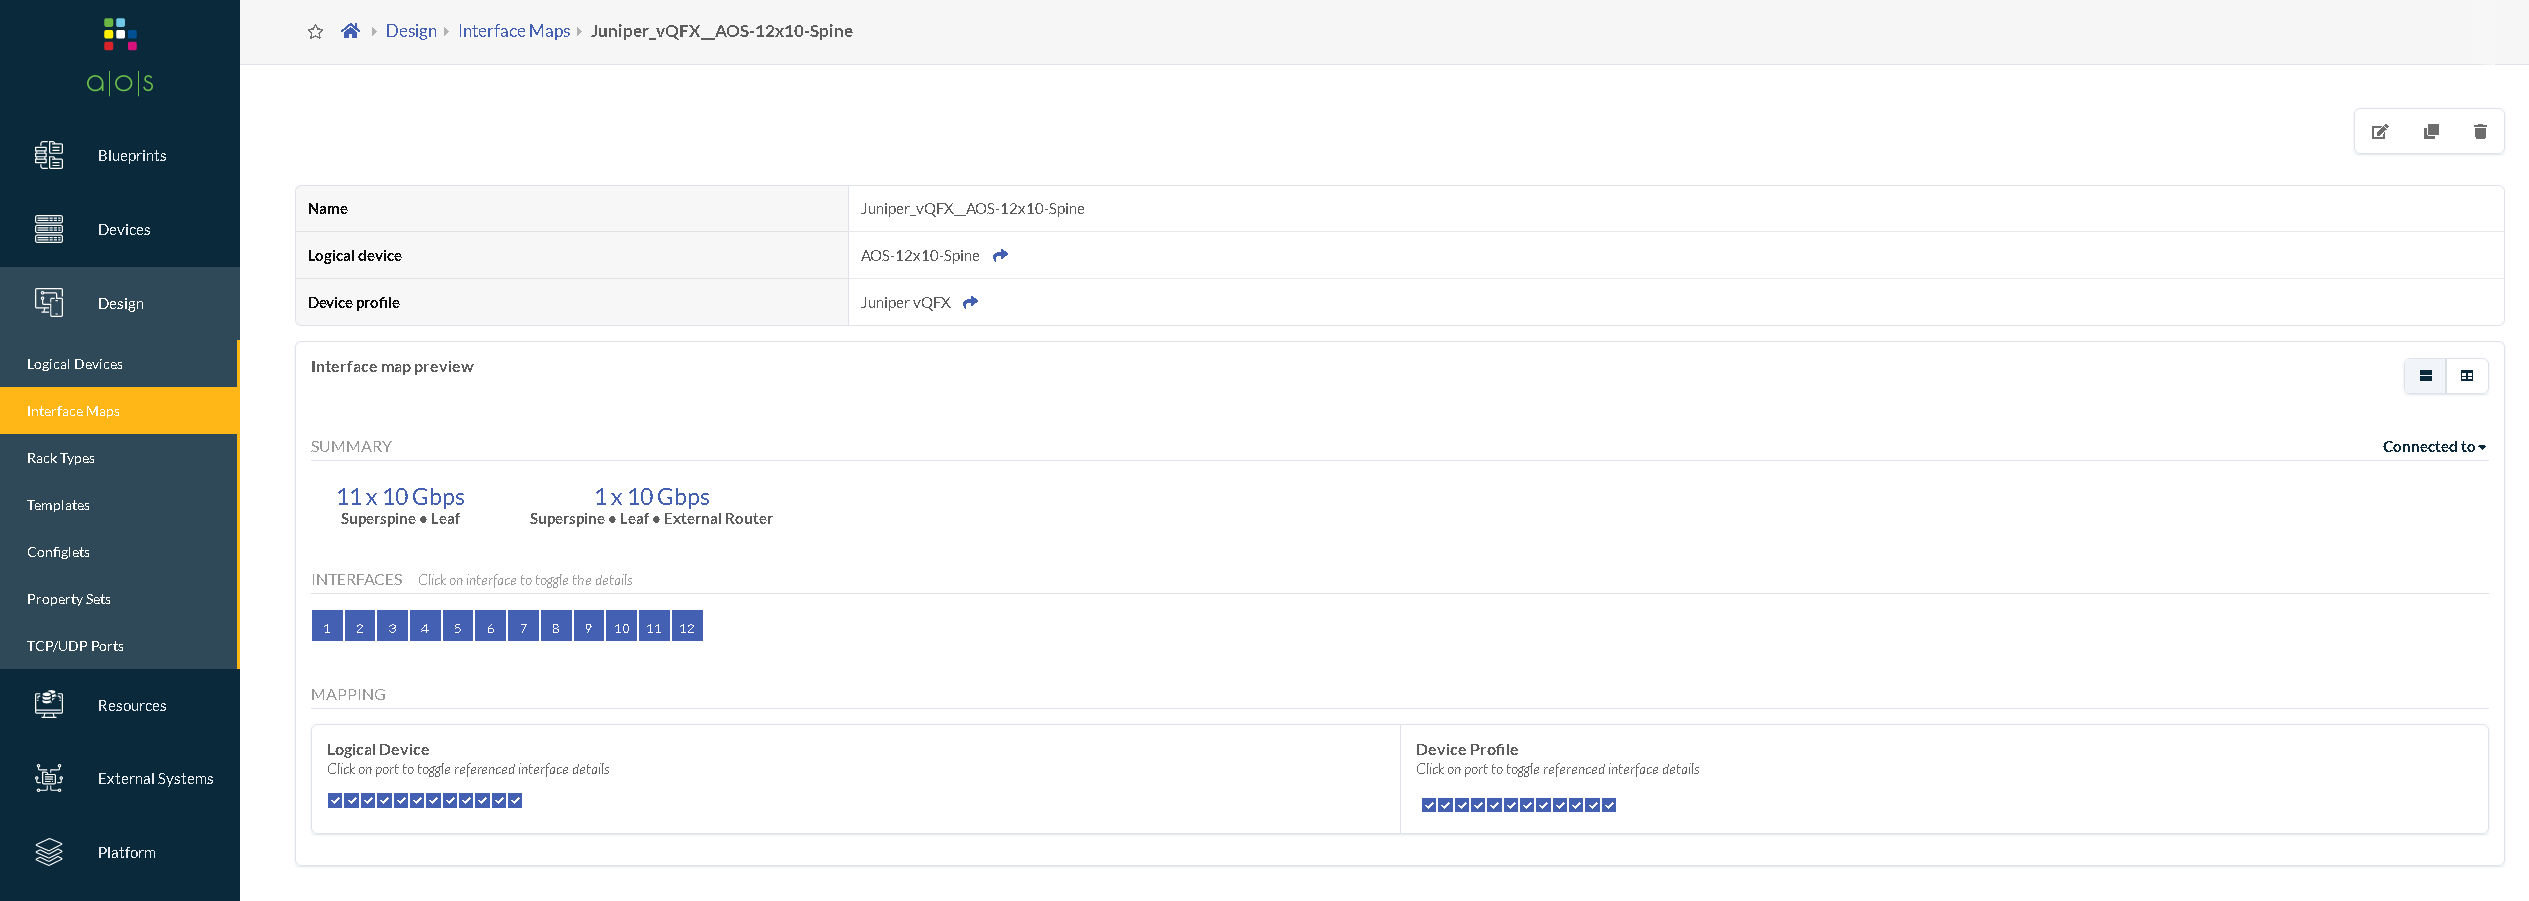 a|o|s
Blueprints
Devices
Design
Logical Devices
Interface Maps
Rack Types
Templates
Configlets
Property Sets
TCP/UDP Ports
Resources
External Systems
Platform
Design Interface Maps Juniper_vQFX__AOS-12x10-Spine
Name Juniper_vQFX__AOS-12x10-Spine
Logical device AOS-12x10-Spine
Device profile Juniper vQFX
Interface map preview
SUMMARY Connected to
11 x 10 Gbps 1 x 10 Gbps
Superspine • Leaf Superspine • Leaf • External Router
INTERFACES Click on interface to toggle the details
1 2 3 4 5 6 7 8 9 10 11 12
MAPPING
Logical Device Device Profile
Click on port to toggle referenced interface details Click on port to toggle referenced interface details